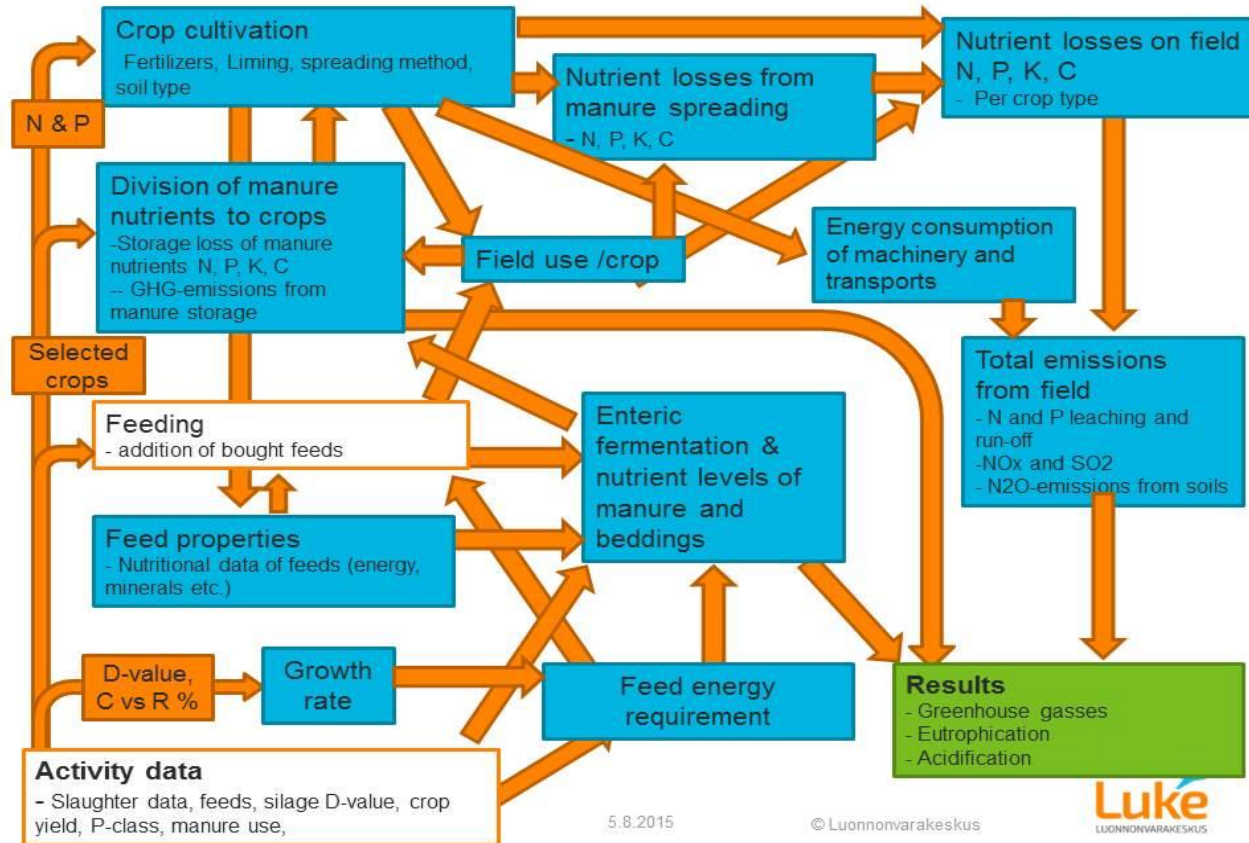 Crop cultivation
Fertilizers, Liming, spreading method,
soil type
Nutrient losses from
manure spreading
- N, P, K, C
Nutrient losses on field
N, P, K, C
- Per crop type
N & P
Division of manure
nutrients to crops
-Storage loss of manure
nutrients N, P, K, C
-- GHG-emissions from
manure storage
Field use /crop
Energy consumption
of machinery and
transports
Selected
crops
Feeding
- addition of bought feeds
Enteric
fermentation &
nutrient levels of
manure and
beddings
Total emissions
from field
- N and P leaching and
run-off
-NOx and SO2
- N2O-emissions from soils
Feed properties
- Nutritional data of feeds (energy,
minerals etc.)
D-value,
C vs R %
Growth
rate
Feed energy
requirement
Results
- Greenhouse gasses
- Eutrophication
- Acidification
Activity data
- Slaughter data, feeds, silage D-value, crop
yield, P-class, manure use,
5.8.2015
© Luonnonvarakeskus
Luke
LUONNONVARAKESKUS